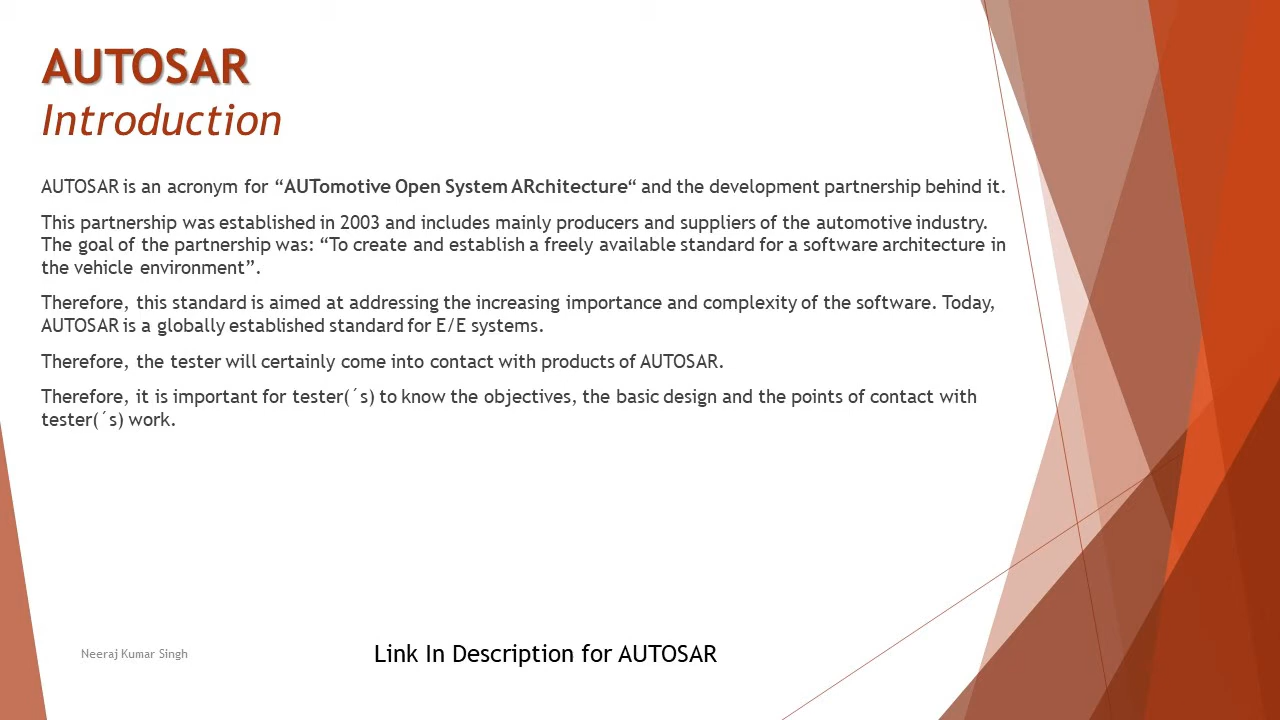 AUTOSAR
Introduction
AUTOSAR is an acronym for “AUTomotive Open System ARchitecture“ and the development partnership behind it.
This partnership was established in 2003 and includes mainly producers and suppliers of the automotive industry.
The goal of the partnership was: “To create and establish a freely available standard for a software architecture in
the vehicle environment”.
Therefore, this standard is aimed at addressing the increasing importance and complexity of the software. Today,
AUTOSAR is a globally established standard for E/E systems.
Therefore, the tester will certainly come into contact with products of AUTOSAR.
Therefore, it is important for tester(´s) to know the objectives, the basic design and the points of contact with
tester(´s) work.
Neeraj Kumar Singh
Link In Description for AUTOSAR